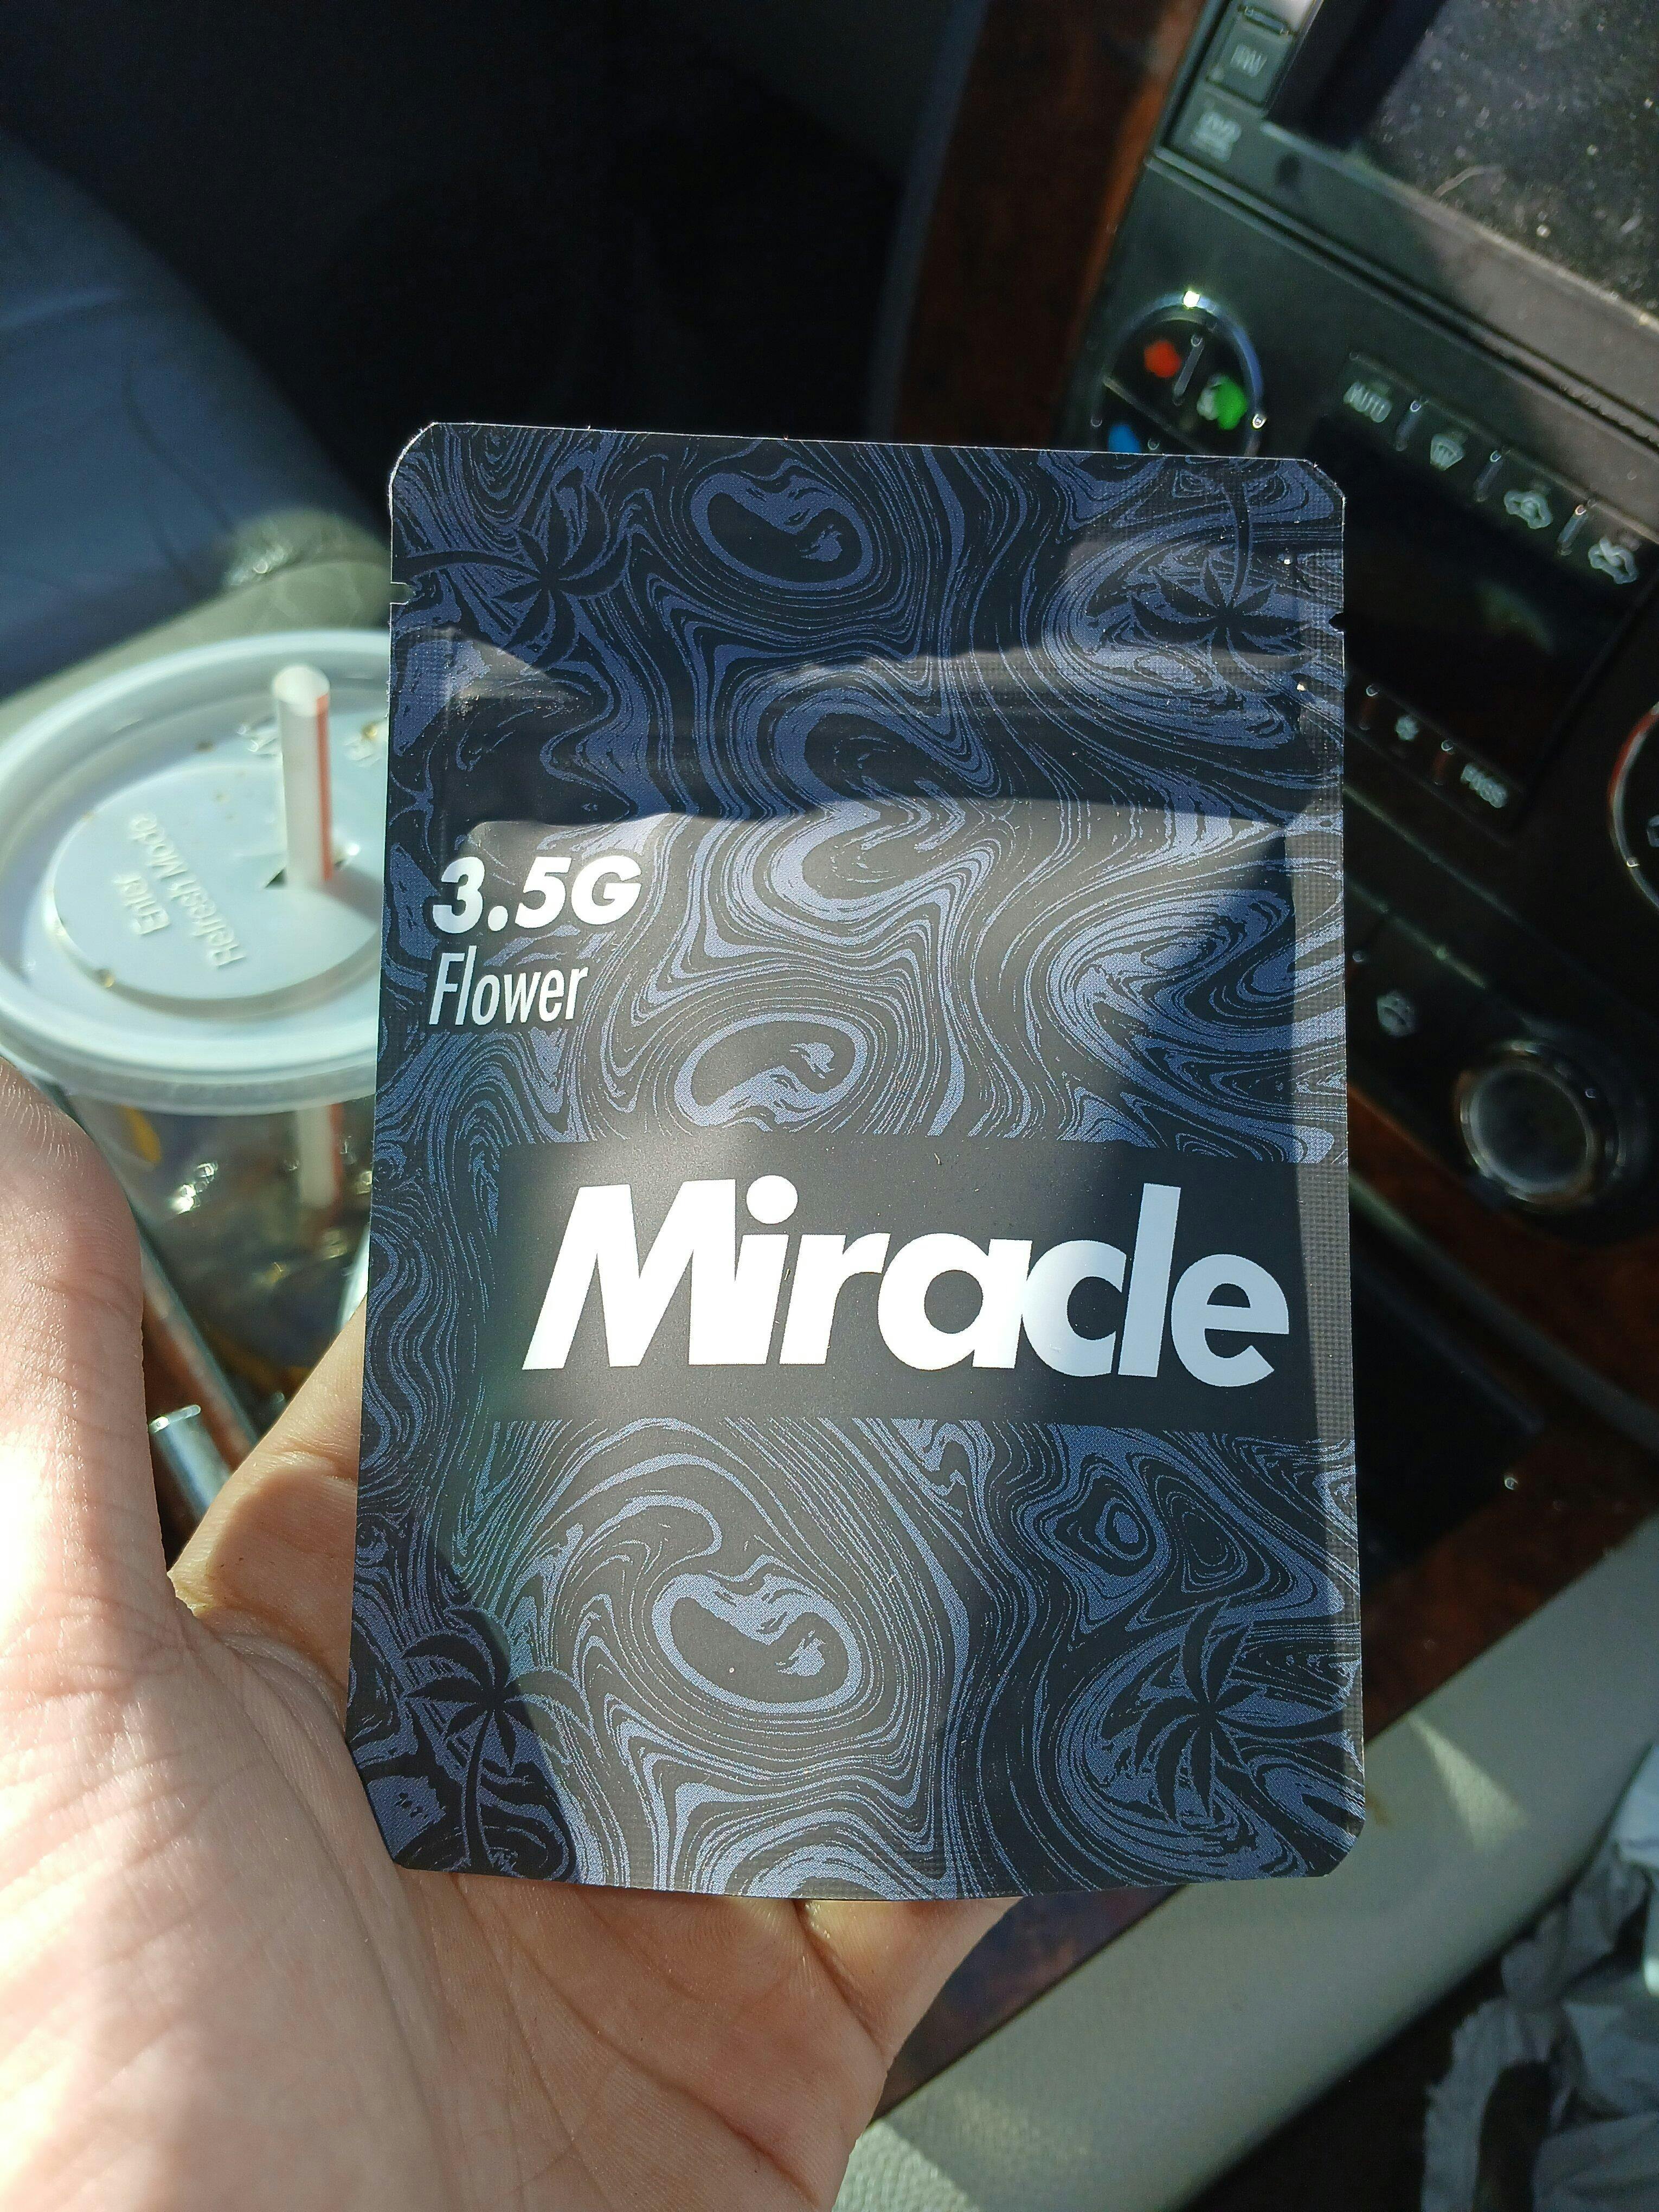 AUTO
PASS
3.5G
Flower
Enter
Refresh Mode
Miracle